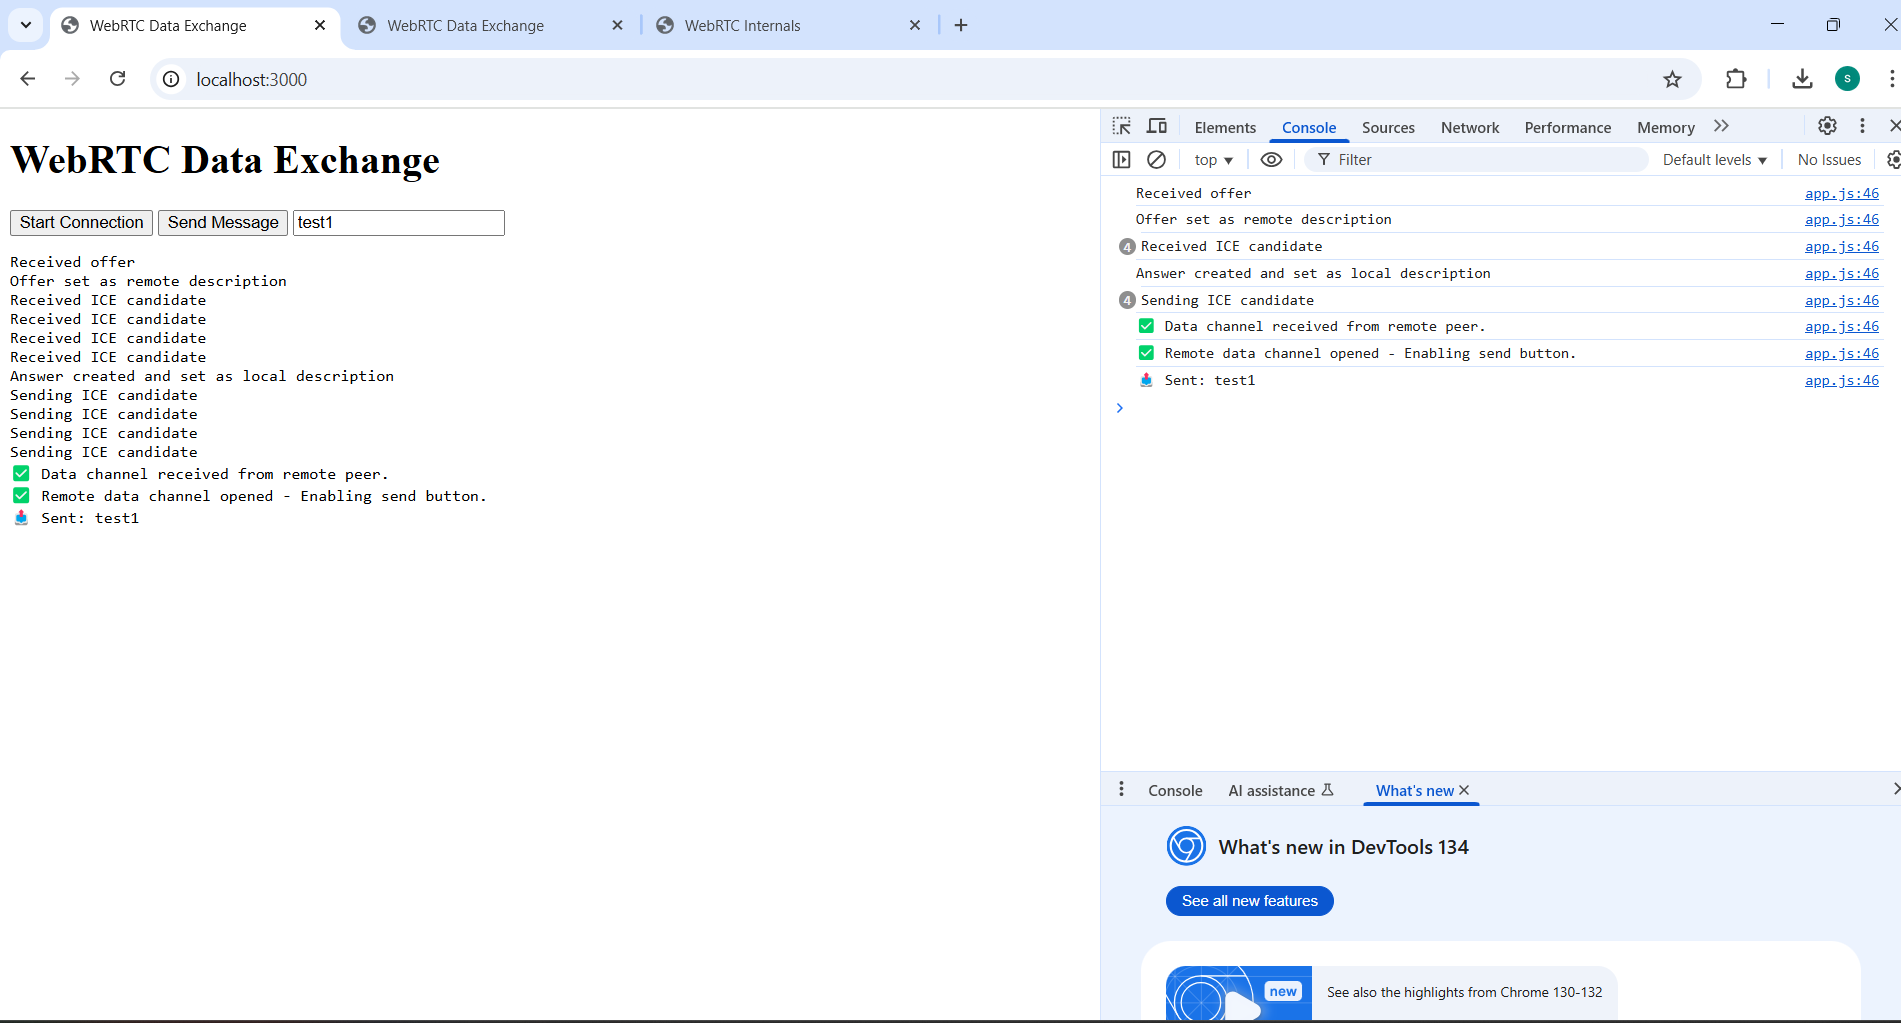 WebRTC Data Exchange
WebRTC Data Exchange
WebRTC Internals
localhost:3000
S
WebRTC Data Exchange
Start Connection Send Message test1
Received offer
Offer set as remote description
Received ICE candidate
Received ICE candidate
Received ICE candidate
Received ICE candidate
Answer created and set as local description
Sending ICE candidate
Sending ICE candidate
Sending ICE candidate
Sending ICE candidate
✅ Data channel received from remote peer.
✅ Remote data channel opened - Enabling send button.
📤 Sent: test1
Elements Console Sources Network Performance Memory
top ▼ Filter Default levels ▼ No Issues
Received offer app.js:46
Offer set as remote description app.js:46
4 Received ICE candidate app.js:46
Answer created and set as local description app.js:46
4 Sending ICE candidate app.js:46
✅ Data channel received from remote peer. app.js:46
✅ Remote data channel opened - Enabling send button. app.js:46
📤 Sent: test1 app.js:46
Console AI assistance What's new
What's new in DevTools 134
See all new features
new
See also the highlights from Chrome 130-132